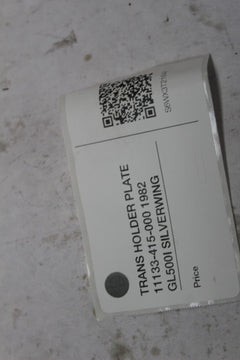 TRANS HOLDER PLATE
11133-415-000 1982
GL500I SILVERWING
Price